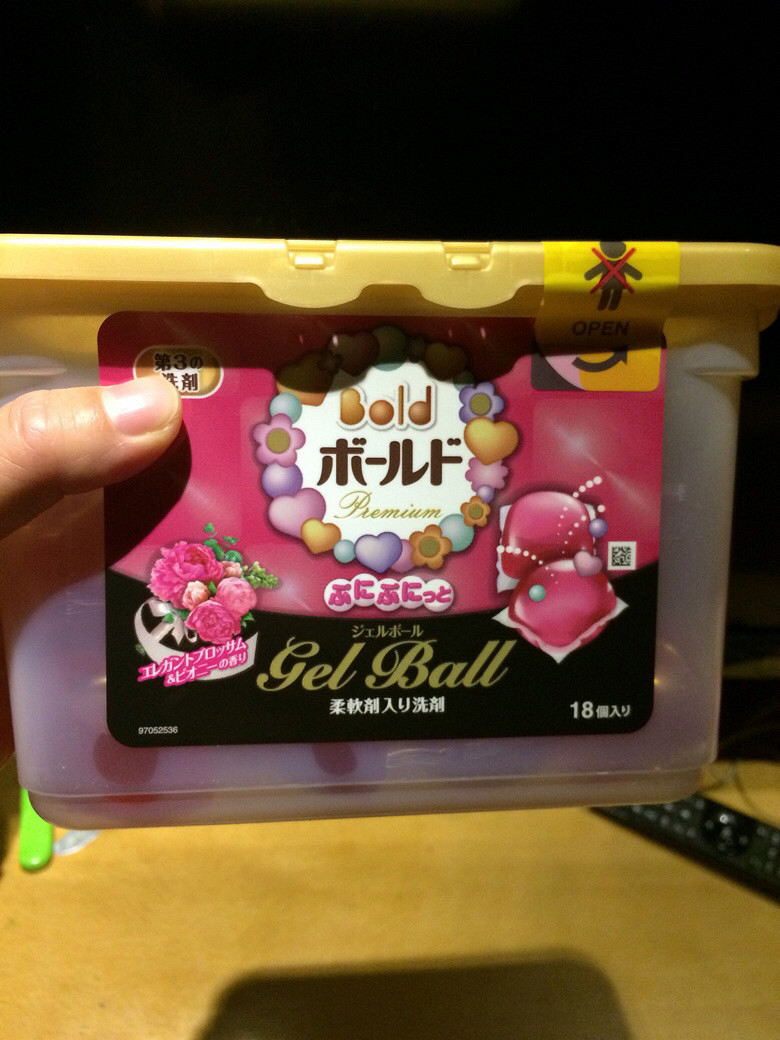 OPEN
第3の
洗剤
Bold
ボールド
Premium
ぷにぷにっと
ジェルボール
Gel Ball
エレガントブロッサム
&ピオニーの香り
柔軟剤入り洗剤
18個入り
97052536